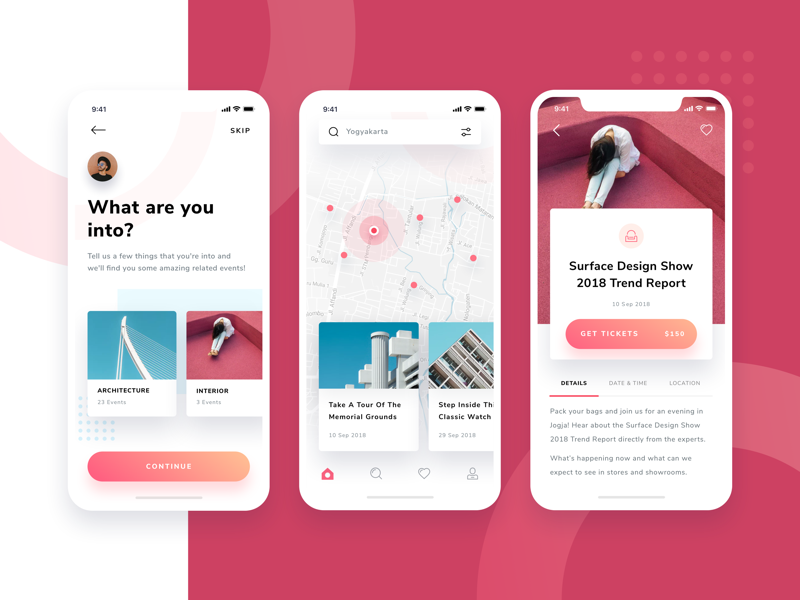 9:41
SKIP
What are you
into?
Tell us a few things that you're into and
we'll find you some amazing related events!
ARCHITECTURE
23 Events
INTERIOR
3 Events
CONTINUE
9:41
Yogyakarta
Jl. Affandi
Take A Tour Of The
Memorial Grounds
10 Sep 2018
Step Inside Thi
Classic Watch
29 Sep 2018
9:41
Surface Design Show
2018 Trend Report
10 Sep 2018
GET TICKETS $150
DETAILS DATE & TIME LOCATION
Pack your bags and join us for an evening in
Jogja! Hear about the Surface Design Show
2018 Trend Report directly from the experts.
What's happening now and what can we
expect to see in stores and showrooms.